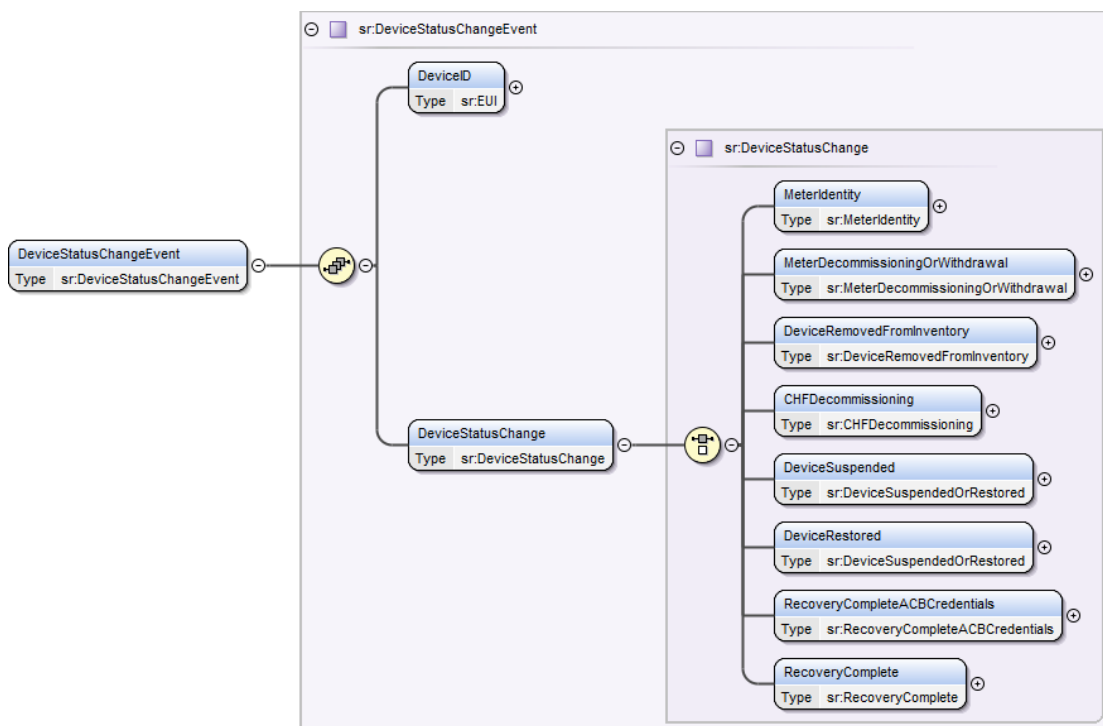 sr:DeviceStatusChangeEvent
DeviceID
Type sr:EUI
sr:DeviceStatusChange
MeterIdentity
Type sr:MeterIdentity
DeviceStatusChangeEvent
Type sr:DeviceStatusChangeEvent
MeterDecommissioningOrWithdrawal
Type sr:MeterDecommissioningOrWithdrawal
DeviceRemovedFromInventory
Type sr:DeviceRemovedFromInventory
CHFDecommissioning
Type sr:CHFDecommissioning
DeviceStatusChange
Type sr:DeviceStatusChange
DeviceSuspended
Type sr:DeviceSuspendedOrRestored
DeviceRestored
Type sr:DeviceSuspendedOrRestored
RecoveryCompleteACBCredentials
Type sr:RecoveryCompleteACBCredentials
RecoveryComplete
Type sr:RecoveryComplete